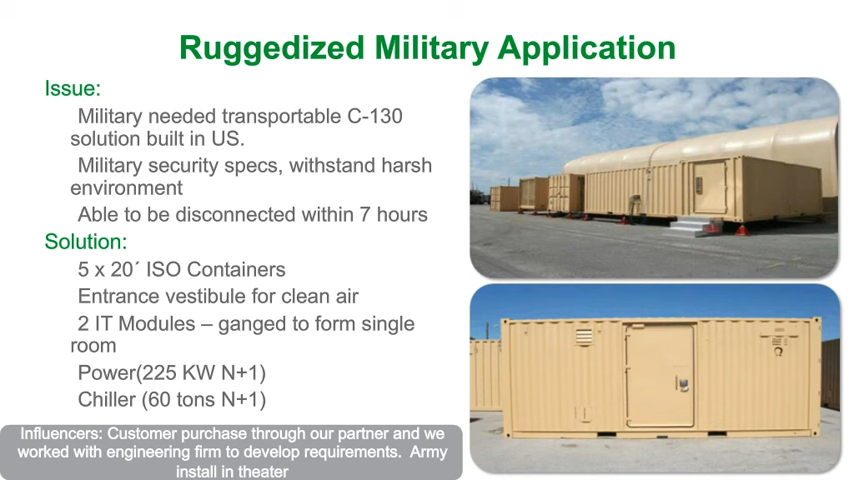 Ruggedized Military Application
Issue:
Military needed transportable C-130
solution built in US.
Military security specs, withstand harsh
environment
Able to be disconnected within 7 hours
Solution:
5 x 20´ ISO Containers
Entrance vestibule for clean air
2 IT Modules – ganged to form single
room
Power(225 KW N+1)
Chiller (60 tons N+1)
Influencers: Customer purchase through our partner and we
worked with engineering firm to develop requirements.  Army
install in theater